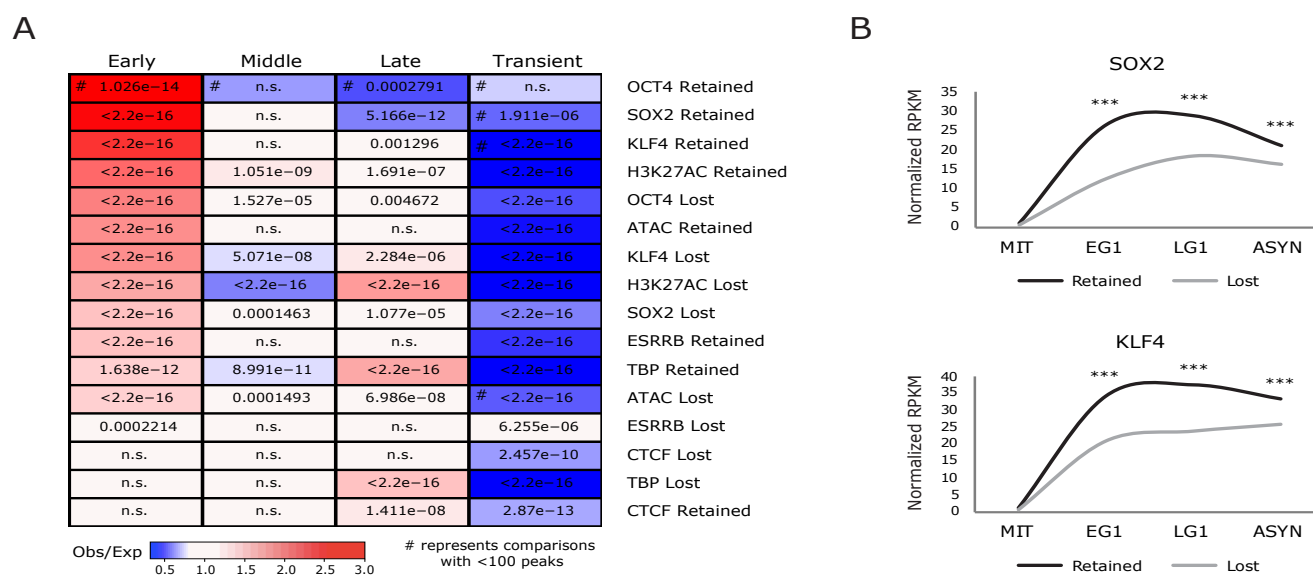 A
Early Middle Late Transient
# 1.026e−14 # n.s. # 0.0002791 # n.s. OCT4 Retained
<2.2e−16 n.s. 5.166e−12 # 1.911e−06 SOX2 Retained
<2.2e−16 n.s. 0.001296 # <2.2e−16 KLF4 Retained
<2.2e−16 1.051e−09 1.691e−07 <2.2e−16 H3K27AC Retained
<2.2e−16 1.527e−05 0.004672 <2.2e−16 OCT4 Lost
<2.2e−16 n.s. n.s. <2.2e−16 ATAC Retained
<2.2e−16 5.071e−08 2.284e−06 <2.2e−16 KLF4 Lost
<2.2e−16 <2.2e−16 <2.2e−16 <2.2e−16 H3K27AC Lost
<2.2e−16 0.0001463 1.077e−05 <2.2e−16 SOX2 Lost
<2.2e−16 n.s. n.s. <2.2e−16 ESRRB Retained
1.638e−12 8.991e−11 <2.2e−16 <2.2e−16 TBP Retained
<2.2e−16 0.0001493 6.986e−08 # <2.2e−16 ATAC Lost
0.0002214 n.s. n.s. 6.255e−06 ESRRB Lost
n.s. n.s. n.s. 2.457e−10 CTCF Lost
n.s. n.s. <2.2e−16 <2.2e−16 TBP Lost
n.s. n.s. 1.411e−08 2.87e−13 CTCF Retained
Obs/Exp
0.5 1.0 1.5 2.0 2.5 3.0
# represents comparisons
with <100 peaks
B
SOX2
Normalized RPKM
35
30
25
20
15
10
5
0
*** *** ***
MIT EG1 LG1 ASYN
Retained Lost
KLF4
Normalized RPKM
40
35
30
25
20
15
10
5
0
*** *** ***
MIT EG1 LG1 ASYN
Retained Lost